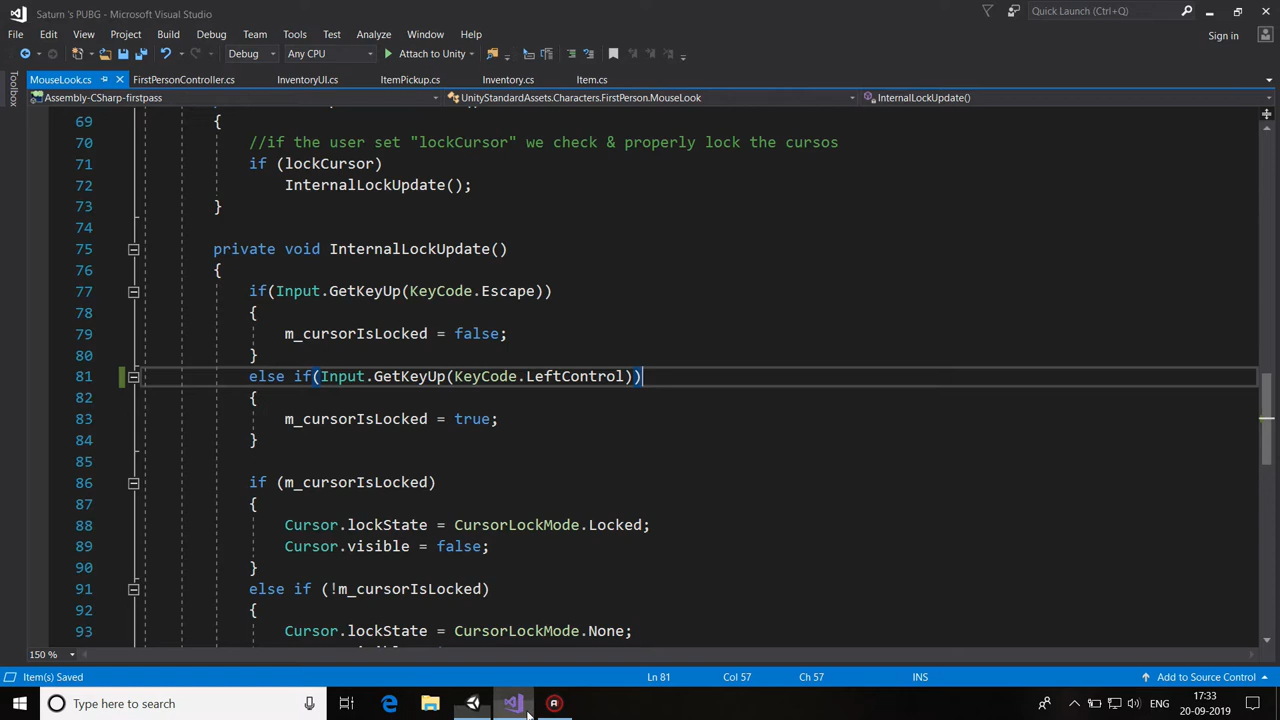 Saturn 's PUBG - Microsoft Visual Studio
Quick Launch (Ctrl+Q)
File Edit View Project Build Debug Team Tools Test Analyze Window Help
Sign in
Debug Any CPU Attach to Unity
Toolbox
MouseLook.cs FirstPersonController.cs InventoryUI.cs ItemPickup.cs Inventory.cs Item.cs
Assembly-CSharp-firstpass UnityStandardAssets.Characters.FirstPerson.MouseLook InternalLockUpdate()
69 {
70 //if the user set "lockCursor" we check & properly lock the cursos
71 if (lockCursor)
72 InternalLockUpdate();
73 }
74
75 private void InternalLockUpdate()
76 {
77 if(Input.GetKeyUp(KeyCode.Escape))
78 {
79 m_cursorIsLocked = false;
80 }
81 else if(Input.GetKeyUp(KeyCode.LeftControl))
82 {
83 m_cursorIsLocked = true;
84 }
85
86 if (m_cursorIsLocked)
87 {
88 Cursor.lockState = CursorLockMode.Locked;
89 Cursor.visible = false;
90 }
91 else if (!m_cursorIsLocked)
92 {
93 Cursor.lockState = CursorLockMode.None;
150 %
Item(s) Saved Ln 81 Col 57 Ch 57 INS Add to Source Control
Type here to search
17:33
20-09-2019